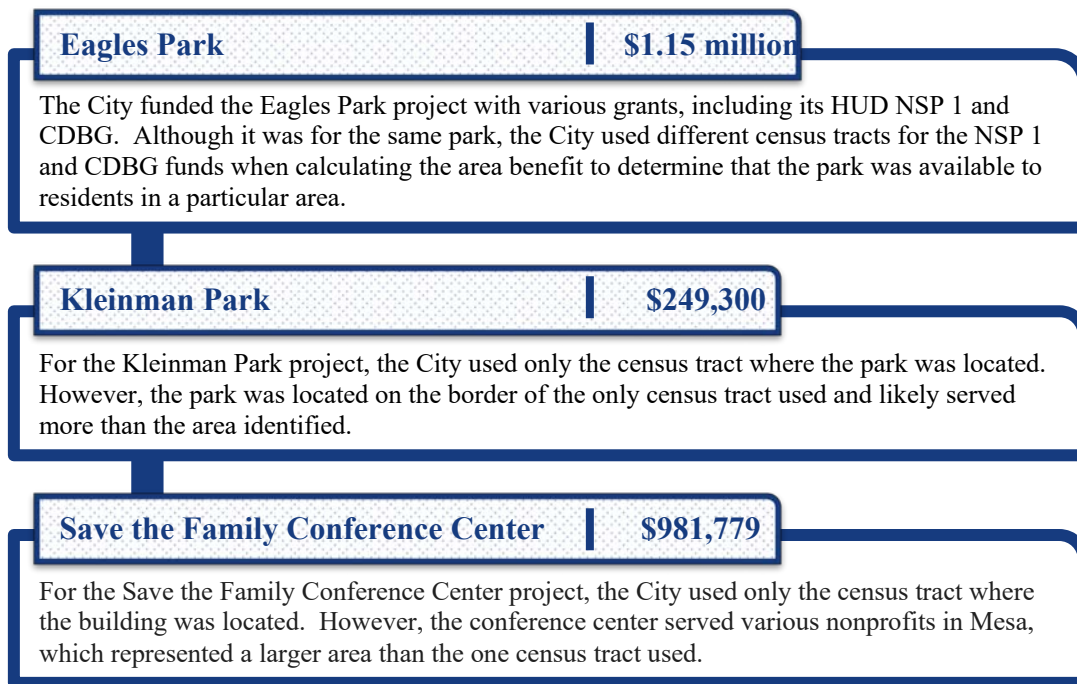 Eagles Park $1.15 million
The City funded the Eagles Park project with various grants, including its HUD NSP 1 and
CDBG.  Although it was for the same park, the City used different census tracts for the NSP 1
and CDBG funds when calculating the area benefit to determine that the park was available to
residents in a particular area.
Kleinman Park $249,300
For the Kleinman Park project, the City used only the census tract where the park was located.
However, the park was located on the border of the only census tract used and likely served
more than the area identified.
Save the Family Conference Center $981,779
For the Save the Family Conference Center project, the City used only the census tract where
the building was located.  However, the conference center served various nonprofits in Mesa,
which represented a larger area than the one census tract used.